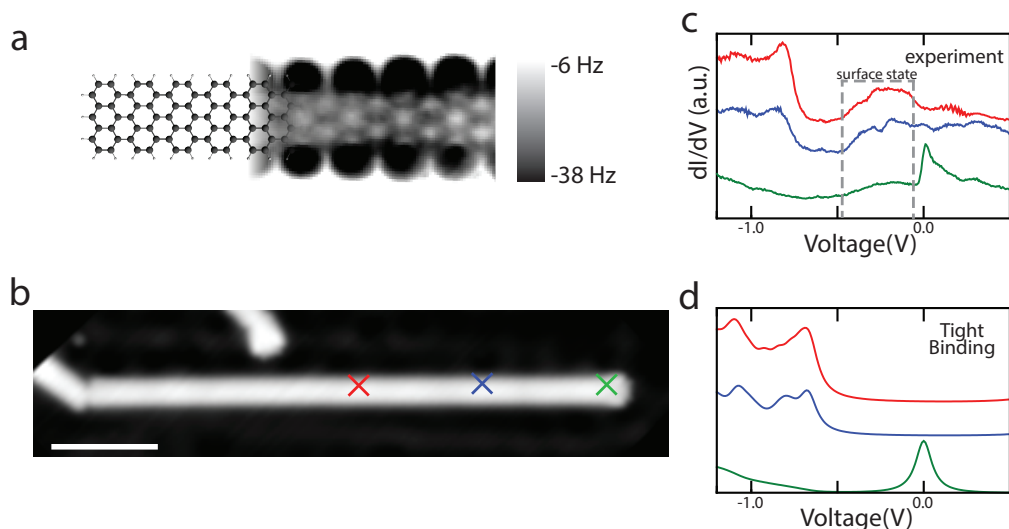 a
-6 Hz
-38 Hz
b
c
experiment
surface state
dI/dV (a.u.)
-1.0
0.0
Voltage(V)
d
Tight
Binding
-1.0
0.0
Voltage(V)